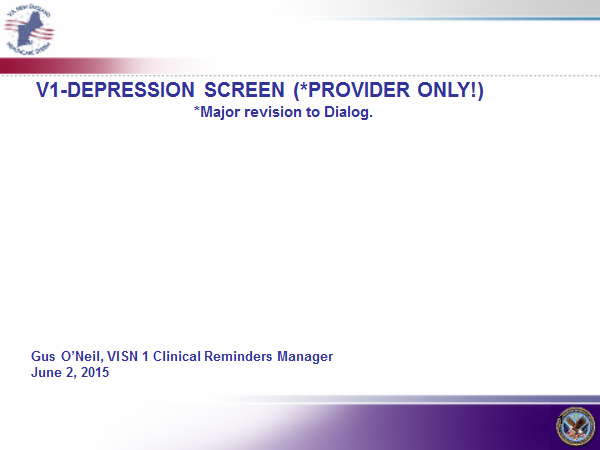 VA NEW ENGLAND
HEALTHCARE SYSTEM
V1-DEPRESSION SCREEN (*PROVIDER ONLY!)
*Major revision to Dialog.
Gus O’Neil, VISN 1 Clinical Reminders Manager
June 2, 2015